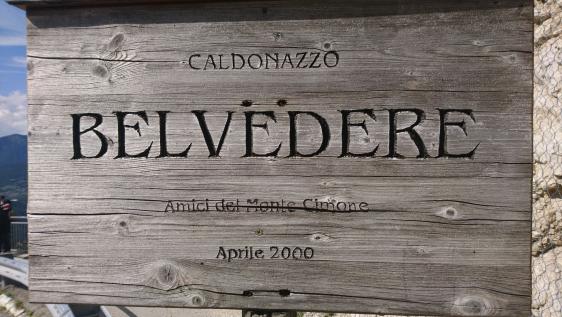 CALDONAZZO
BELVEDERE
Amici del Monte Cimone
Aprile 2000